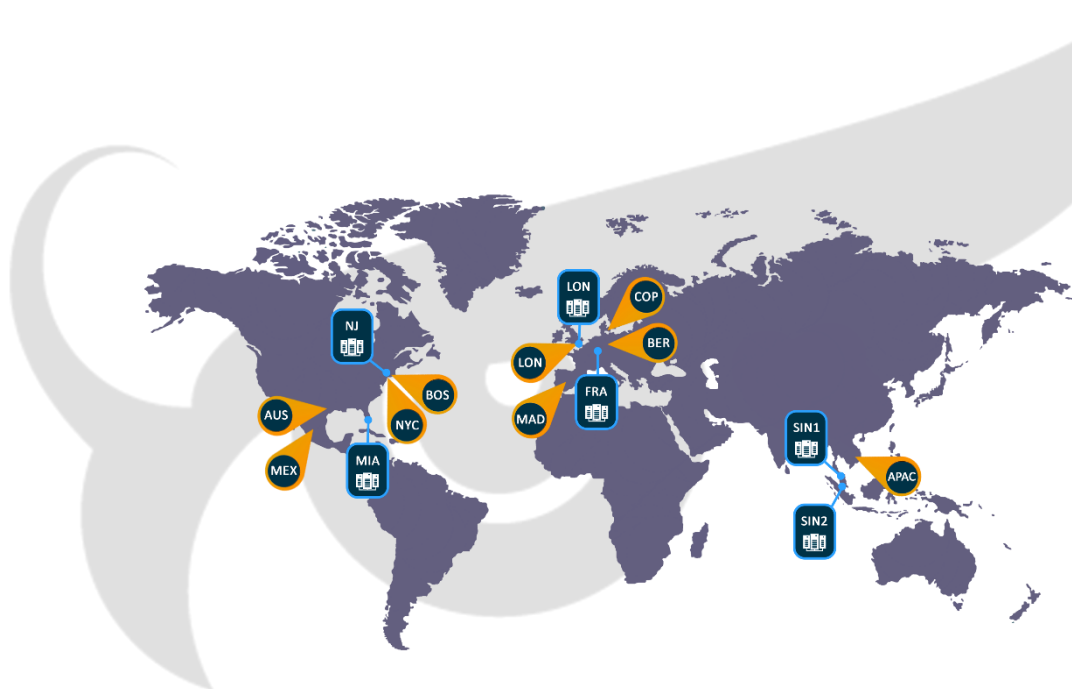 LON
COP
NJ
BER
LON
BOS
FRA
AUS
MAD
NYC
SIN1
MIA
MEX
APAC
SIN2